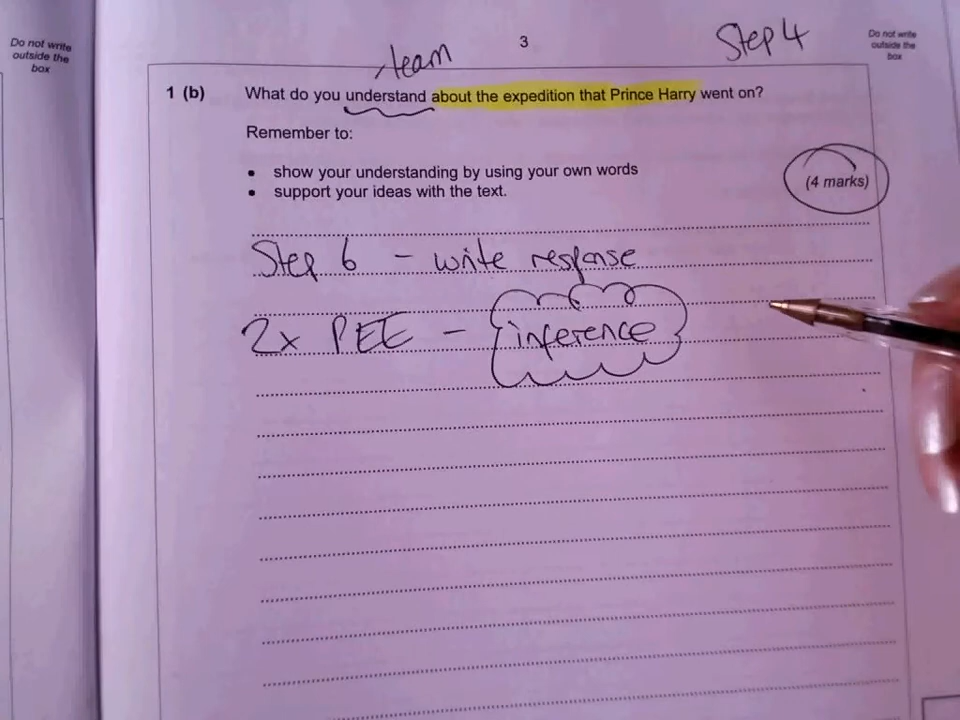 Do not write
outside the
box
3
Step 4
Do not write
outside the
box
team
1 (b) What do you understand about the expedition that Prince Harry went on?
Remember to:
• show your understanding by using your own words
• support your ideas with the text.
(4 marks)
Step 6 - write response
2x PEE - inference